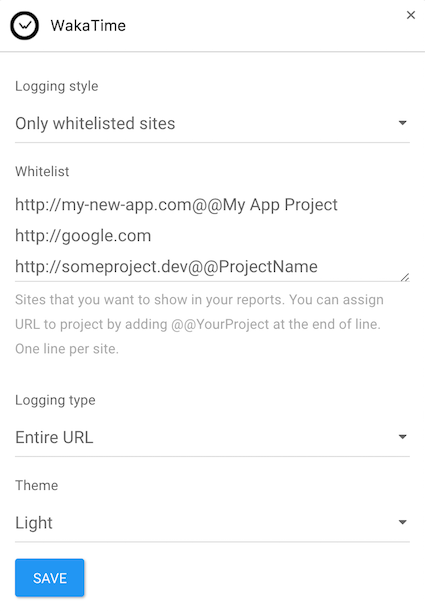 WakaTime
Logging style
Only whitelisted sites
Whitelist
http://my-new-app.com@@My App Project
http://google.com
http://someproject.dev@@ProjectName
Sites that you want to show in your reports. You can assign
URL to project by adding @@YourProject at the end of line.
One line per site.
Logging type
Entire URL
Theme
Light
SAVE